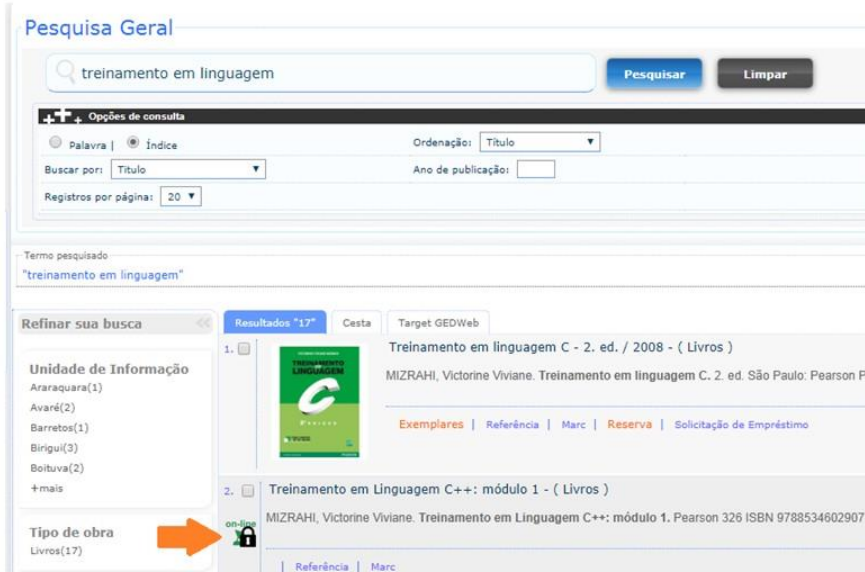 Pesquisa Geral
treinamento em linguagem
Pesquisar
Limpar
Opções de consulta
Palavra | Índice
Ordenação: Título
Buscar por: Título
Ano de publicação:
Registros por página: 20
Termo pesquisado
"treinamento em linguagem"
Refinar sua busca
Resultados "17"
Cesta
Target GEDWeb
Unidade de Informação
Araraquara(1)
Avaré(2)
Barretos(1)
Birigui(3)
Boituva(2)
+mais
Tipo de obra
Livros(17)
1.
TREINAMENTO
LINGUAGEM
C
Treinamento em linguagem C - 2. ed. / 2008 - ( Livros )
MIZRAHI, Victorine Viviane. Treinamento em linguagem C. 2. ed. São Paulo: Pearson P
Exemplares | Referência | Marc | Reserva | Solicitação de Empréstimo
2.
Treinamento em Linguagem C++: módulo 1 - ( Livros )
on-line
MIZRAHI, Victorine Viviane. Treinamento em Linguagem C++: módulo 1. Pearson 326 ISBN 9788534602907
| Referência | Marc